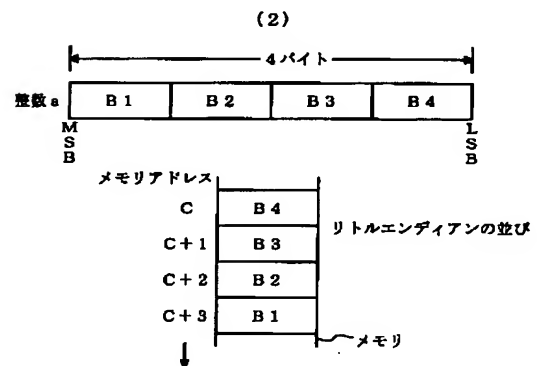 (2)
4バイト
整数a B1 B2 B3 B4
MSB LSB
メモリアドレス
C B4
リトルエンディアンの並び
C+1 B3
C+2 B2
C+3 B1
メモリ